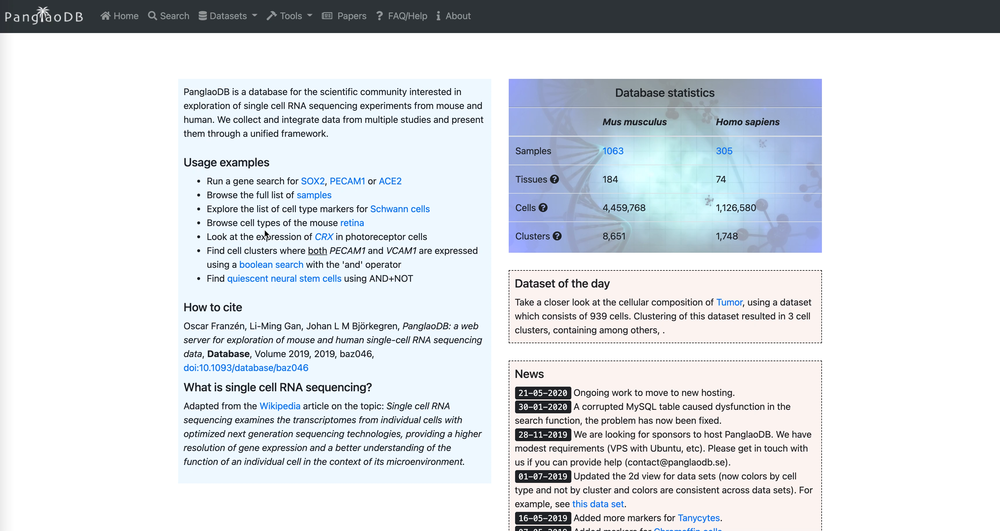 PanglaoDB
Home Search Datasets Tools Papers FAQ/Help About
PanglaoDB is a database for the scientific community interested in
exploration of single cell RNA sequencing experiments from mouse and
human. We collect and integrate data from multiple studies and present
them through a unified framework.
Usage examples
• Run a gene search for SOX2, PECAM1 or ACE2
• Browse the full list of samples
• Explore the list of cell type markers for Schwann cells
• Browse cell types of the mouse retina
• Look at the expression of CRX in photoreceptor cells
• Find cell clusters where both PECAM1 and VCAM1 are expressed
using a boolean search with the 'and' operator
• Find quiescent neural stem cells using AND+NOT
How to cite
Oscar Franzén, Li-Ming Gan, Johan L M Björkegren, PanglaoDB: a web
server for exploration of mouse and human single-cell RNA sequencing
data, Database, Volume 2019, 2019, baz046,
doi:10.1093/database/baz046
What is single cell RNA sequencing?
Adapted from the Wikipedia article on the topic: Single cell RNA
sequencing examines the transcriptomes from individual cells with
optimized next generation sequencing technologies, providing a higher
resolution of gene expression and a better understanding of the
function of an individual cell in the context of its microenvironment.
Database statistics
Mus musculus Homo sapiens
Samples 1063 305
Tissues 184 74
Cells 4,459,768 1,126,580
Clusters 8,651 1,748
Dataset of the day
Take a closer look at the cellular composition of Tumor, using a dataset
which consists of 939 cells. Clustering of this dataset resulted in 3 cell
clusters, containing among others, .
News
21-05-2020 Ongoing work to move to new hosting.
30-01-2020 A corrupted MySQL table caused dysfunction in the
search function, the problem has now been fixed.
28-11-2019 We are looking for sponsors to host PanglaoDB. We have
modest requirements (VPS with Ubuntu, etc). Please get in touch with
us if you can provide help (contact@panglaodb.se).
01-07-2019 Updated the 2d view for data sets (now colors by cell
type and not by cluster and colors are consistent across data sets). For
example, see this data set.
16-05-2019 Added more markers for Tanycytes.
07-05-2019 Added markers for Chromaffin cells